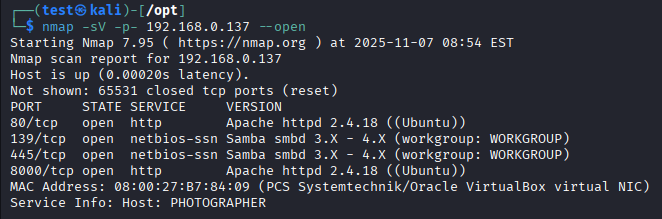 ┌──(test㉿kali)-[/opt]
└─$ nmap -sV -p- 192.168.0.137 --open
Starting Nmap 7.95 ( https://nmap.org ) at 2025-11-07 08:54 EST
Nmap scan report for 192.168.0.137
Host is up (0.00020s latency).
Not shown: 65531 closed tcp ports (reset)
PORT     STATE SERVICE     VERSION
80/tcp   open  http        Apache httpd 2.4.18 ((Ubuntu))
139/tcp  open  netbios-ssn Samba smbd 3.X - 4.X (workgroup: WORKGROUP)
445/tcp  open  netbios-ssn Samba smbd 3.X - 4.X (workgroup: WORKGROUP)
8000/tcp open  http        Apache httpd 2.4.18 ((Ubuntu))
MAC Address: 08:00:27:B7:84:09 (PCS Systemtechnik/Oracle VirtualBox virtual NIC)
Service Info: Host: PHOTOGRAPHER